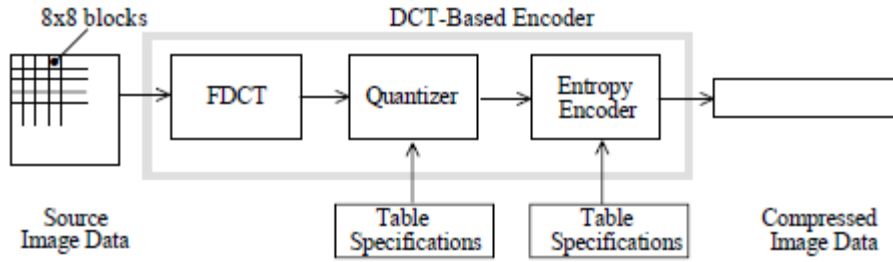 8x8 blocks
DCT-Based Encoder
FDCT
Quantizer
Entropy
Encoder
Source
Image Data
Table
Specifications
Table
Specifications
Compressed
Image Data